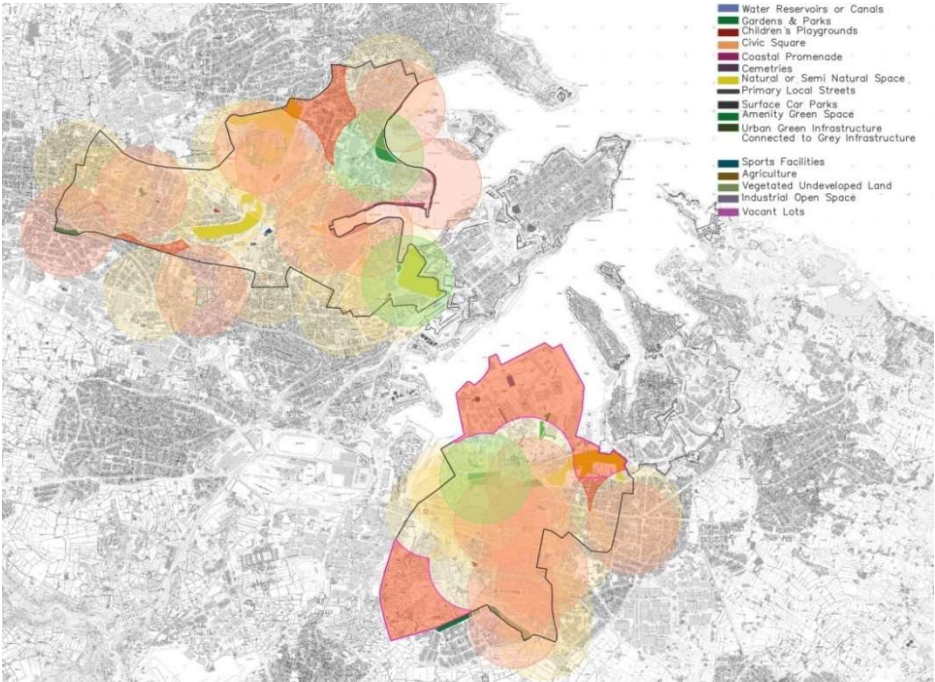 Water Reservoirs or Canals
Gardens & Parks
Children's Playgrounds
Civic Square
Coastal Promenade
Cemetries
Natural or Semi Natural Space
Primary Local Streets
Surface Car Parks
Amenity Green Space
Urban Green Infrastructure
Connected to Grey Infrastructure
Sports Facilities
Agriculture
Vegetated Undeveloped Land
Industrial Open Space
Vacant Lots